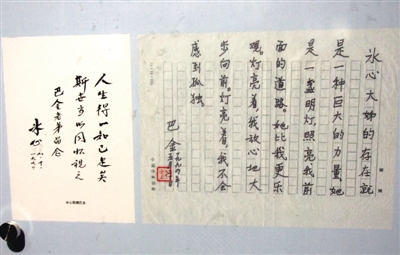 人生得一知己足矣
斯世当以同怀视之
巴金老弟留念
冰心
冰心大姊的存在就
是一种巨大的力量，她
是一盏明灯，照亮我前
面的道路。她比我更乐
观。灯亮着，我放心地大
步向前。灯亮着，我不会
感到孤独
巴金